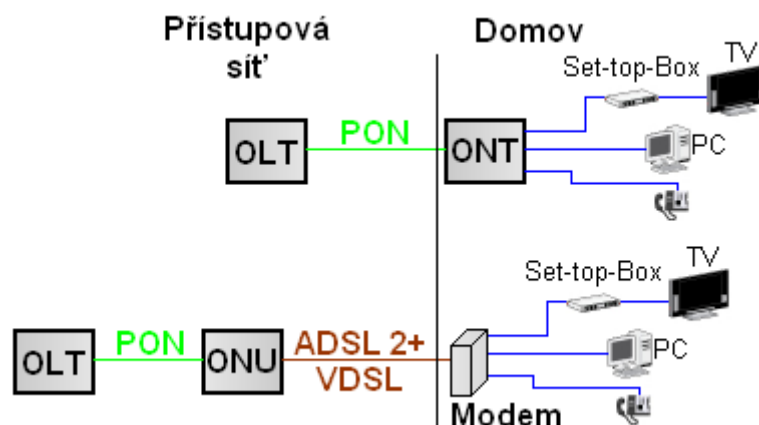 Přístupová
síť
Domov
Set-top-Box
TV
OLT
PON
ONT
PC
Set-top-Box
TV
OLT
PON
ONU
ADSL 2+
VDSL
PC
Modem